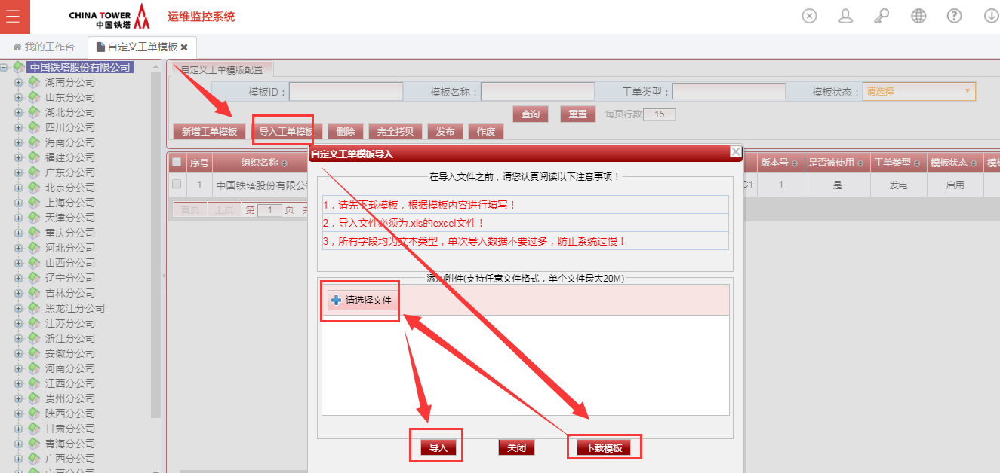 CHINA TOWER
中国铁塔
运维监控系统
我的工作台
自定义工单模板
中国铁塔股份有限公司
湖南分公司
山东分公司
湖北分公司
四川分公司
海南分公司
福建分公司
广东分公司
北京分公司
上海分公司
天津分公司
重庆分公司
河北分公司
山西分公司
辽宁分公司
吉林分公司
黑龙江分公司
江苏分公司
浙江分公司
安徽分公司
河南分公司
江西分公司
贵州分公司
陕西分公司
甘肃分公司
青海分公司
广西分公司
自定义工单模版配置
模板ID： 模板名称： 工单类型： 模板状态： 请选择
查询 重置 每页行数 15
新增工单模板 导入工单模板 删除 完全拷贝 发布 作废
序号 组织名称 版本号 是否被使用 工单类型 模板状态
1 中国铁塔股份有限公 C1 1 是 发电 启用
首页 上页 第 1 页
自定义工单模板导入
在导入文件之前，请您认真阅读以下注意事项！
1，请先下载模板，根据模板内容进行填写！
2，导入文件必须为.xls的excel文件！
3，所有字段均为文本类型，单次导入数据不要过多，防止系统过慢！
添加附件(支持任意文件格式，单个文件最大20M)
请选择文件
导入 关闭 下载模板